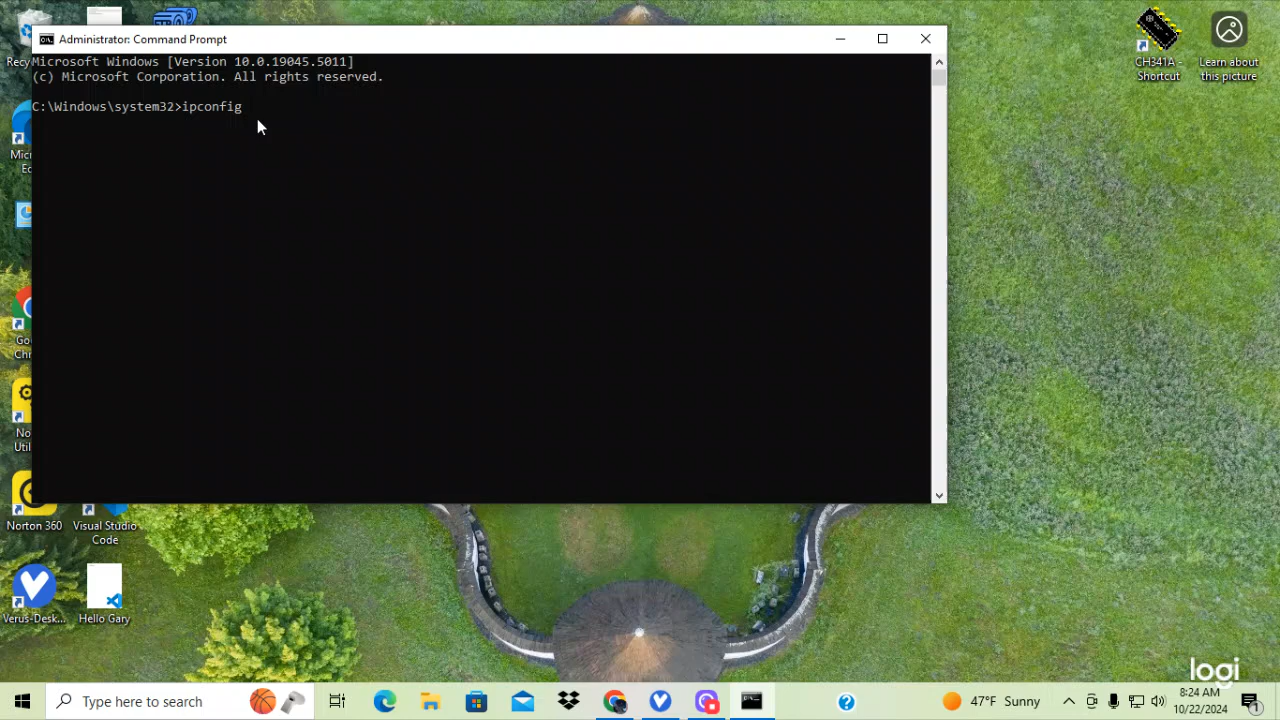 Administrator: Command Prompt
Microsoft Windows [Version 10.0.19045.5011]
(c) Microsoft Corporation. All rights reserved.
C:\Windows\system32>ipconfig
CH341A -
Shortcut
Learn about
this picture
Norton 360
Visual Studio
Code
Verus-Desk...
Hello Gary
logi
Type here to search
47°F Sunny
8:24 AM
10/22/2024